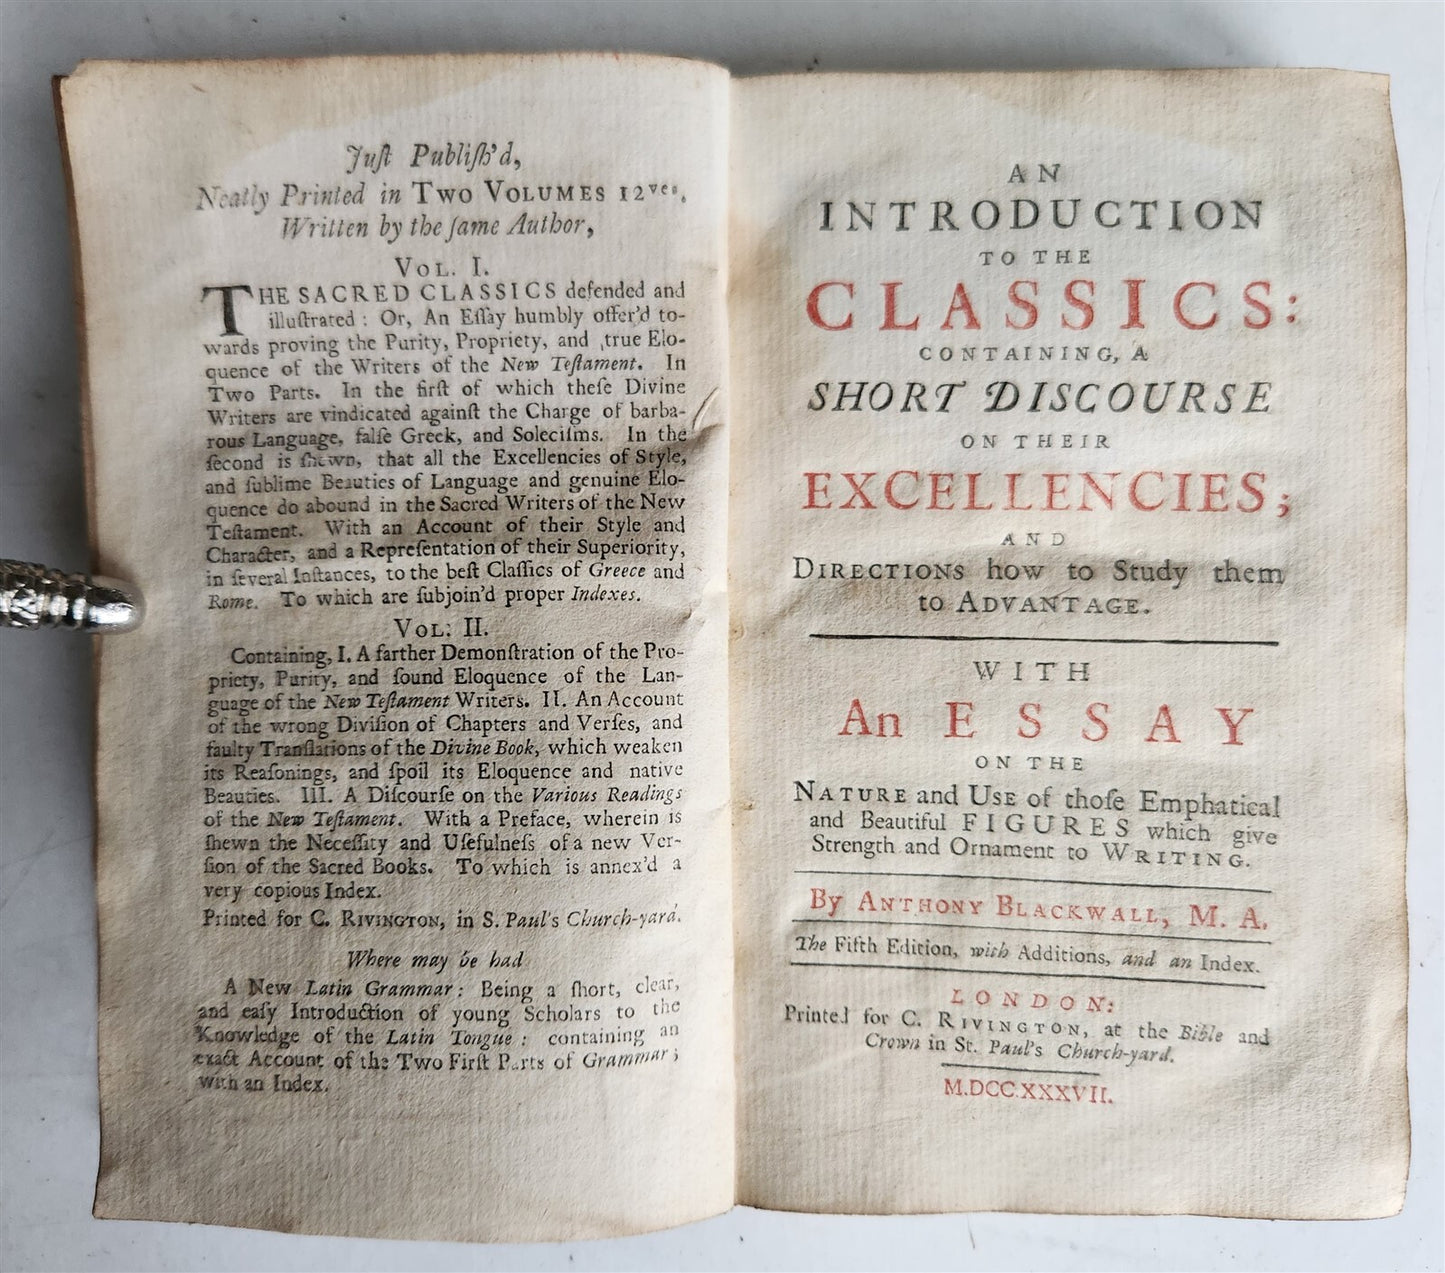 Juſt Publiſh'd,
Neatly Printed in Two Volumes 12ves,
Written by the ſame Author,
Vol. I.
THE SACRED CLASSICS defended and
illuſtrated : Or, An Eſſay humbly offer'd to-
wards proving the Purity, Propriety, and true Elo-
quence of the Writers of the New Teſtament. In
Two Parts. In the firſt of which theſe Divine
Writers are vindicated againſt the Charge of barba-
rous Language, falſe Greek, and Soleciſms. In the
ſecond is ſhewn, that all the Excellencies of Style,
and ſublime Beauties of Language and genuine Elo-
quence do abound in the Sacred Writers of the New
Teſtament. With an Account of their Style and
Character, and a Repreſentation of their Superiority,
in ſeveral Inſtances, to the beſt Claſſics of Greece and
Rome. To which are ſubjoin'd proper Indexes.
Vol. II.
Containing, I. A farther Demonſtration of the Pro-
priety, Purity, and ſound Eloquence of the Lan-
guage of the New Teſtament Writers. II. An Account
of the wrong Diviſion of Chapters and Verſes, and
faulty Tranſlations of the Divine Book, which weaken
its Reaſonings, and ſpoil its Eloquence and native
Beauties. III. A Diſcourſe on the Various Readings
of the New Teſtament. With a Preface, wherein is
ſhewn the Neceſſity and Uſefulneſs of a new Ver-
ſion of the Sacred Books. To which is annex'd a
very copious Index.
Printed for C. Rivington, in S. Paul's Church-yard.
Where may be had
A New Latin Grammar : Being a ſhort, clear,
and eaſy Introduction of young Scholars to the
Knowledge of the Latin Tongue : containing an
exact Account of the Two Firſt Parts of Grammar ;
with an Index.
AN
INTRODUCTION
TO THE
CLASSICS:
CONTAINING, A
SHORT DISCOURSE
ON THEIR
EXCELLENCIES;
AND
Directions how to Study them
to Advantage.
WITH
An ESSAY
ON THE
Nature and Use of thoſe Emphatical
and Beautiful FIGURES which give
Strength and Ornament to Writing.
By Anthony Blackwall, M. A.
The Fifth Edition, with Additions, and an Index.
LONDON:
Printed for C. Rivington, at the Bible and
Crown in St. Paul's Church-yard.
M.DCC.XXXVII.